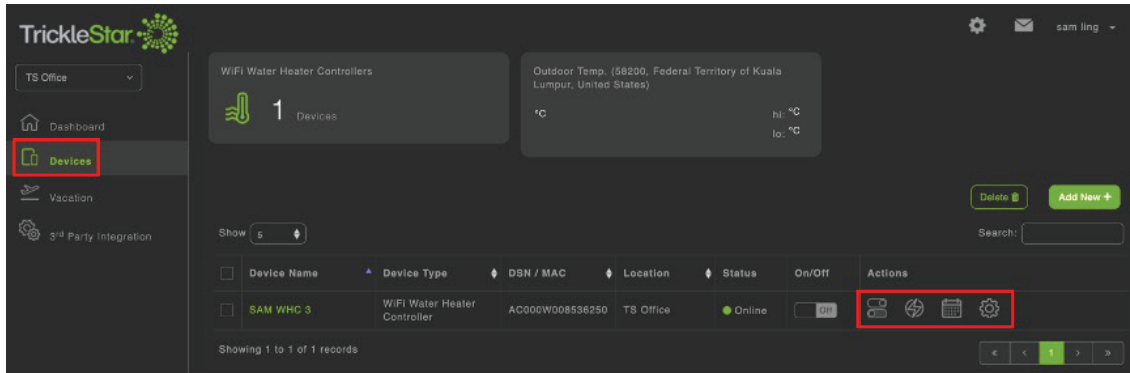 TrickleStar
sam ling
TS Office
Dashboard
Devices
Vacation
3rd Party Integration
WiFi Water Heater Controllers
1 Devices
Outdoor Temp. (58200, Federal Territory of Kuala
Lumpur, United States)
°C
hi: °C
lo: °C
Delete
Add New +
Show 5
Search:
Device Name Device Type DSN / MAC Location Status On/Off Actions
SAM WHC 3 WiFi Water Heater Controller AC000W008536250 TS Office Online Off
Showing 1 to 1 of 1 records
« < 1 > »